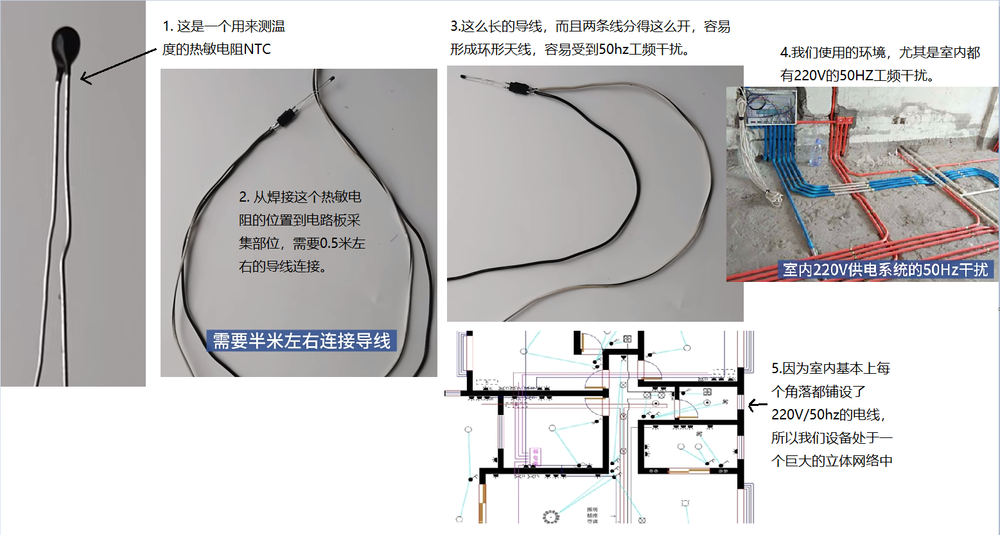 1. 这是一个用来测温
度的热敏电阻NTC
2. 从焊接这个热敏电
阻的位置到电路板采
集部位，需要0.5米左
右的导线连接。
需要半米左右连接导线
3.这么长的导线，而且两条线分得这么开，容易
形成环形天线，容易受到50hz工频干扰。
4.我们使用的环境，尤其是室内都
有220V的50HZ工频干扰。
室内220V供电系统的50Hz干扰
5.因为室内基本上每
个角落都铺设了
220V/50hz的电线，
所以我们设备处于一
个巨大的立体网络中
照明
插座
空调